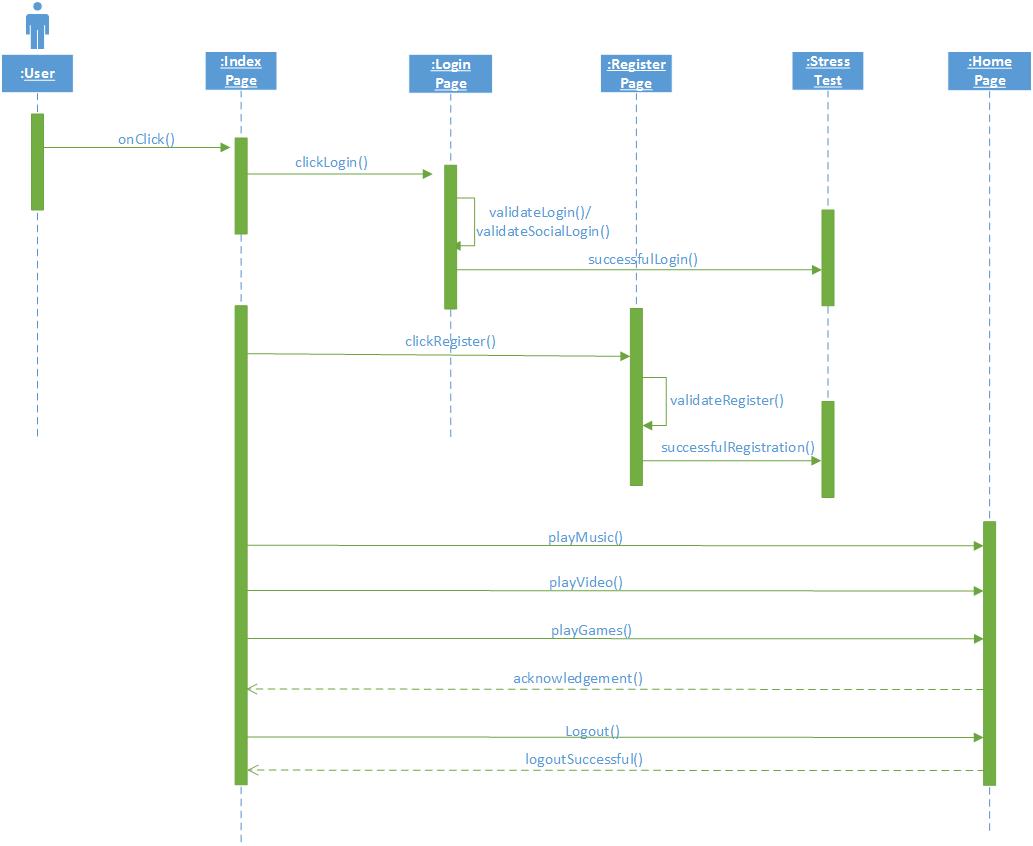 :User
:Index
Page
:Login
Page
:Register
Page
:Stress
Test
:Home
Page
onClick()
clickLogin()
validateLogin()/
validateSocialLogin()
successfulLogin()
clickRegister()
validateRegister()
successfulRegistration()
playMusic()
playVideo()
playGames()
acknowledgement()
Logout()
logoutSuccessful()